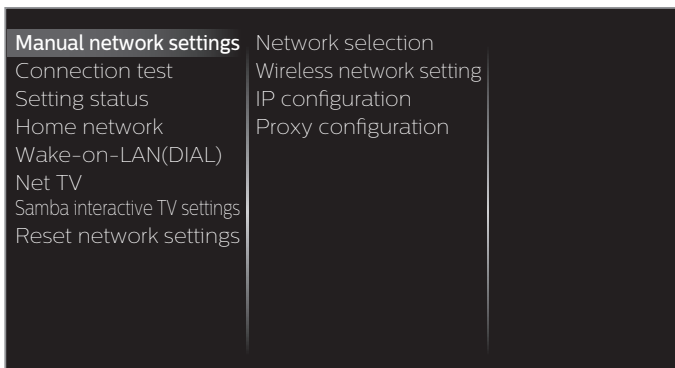 Manual network settings
Connection test
Setting status
Home network
Wake-on-LAN(DIAL)
Net TV
Samba interactive TV settings
Reset network settings
Network selection
Wireless network setting
IP configuration
Proxy configuration